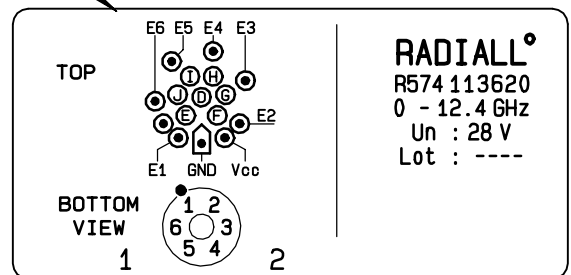 E6 E5 E4 E3
TOP
I H
J D G
E F
E2
E1 GND Vcc
BOTTOM
VIEW
1 2
6 3
5 4
1 2
RADIALL°
R574 113620
0 - 12.4 GHz
Un : 28 V
Lot : ----